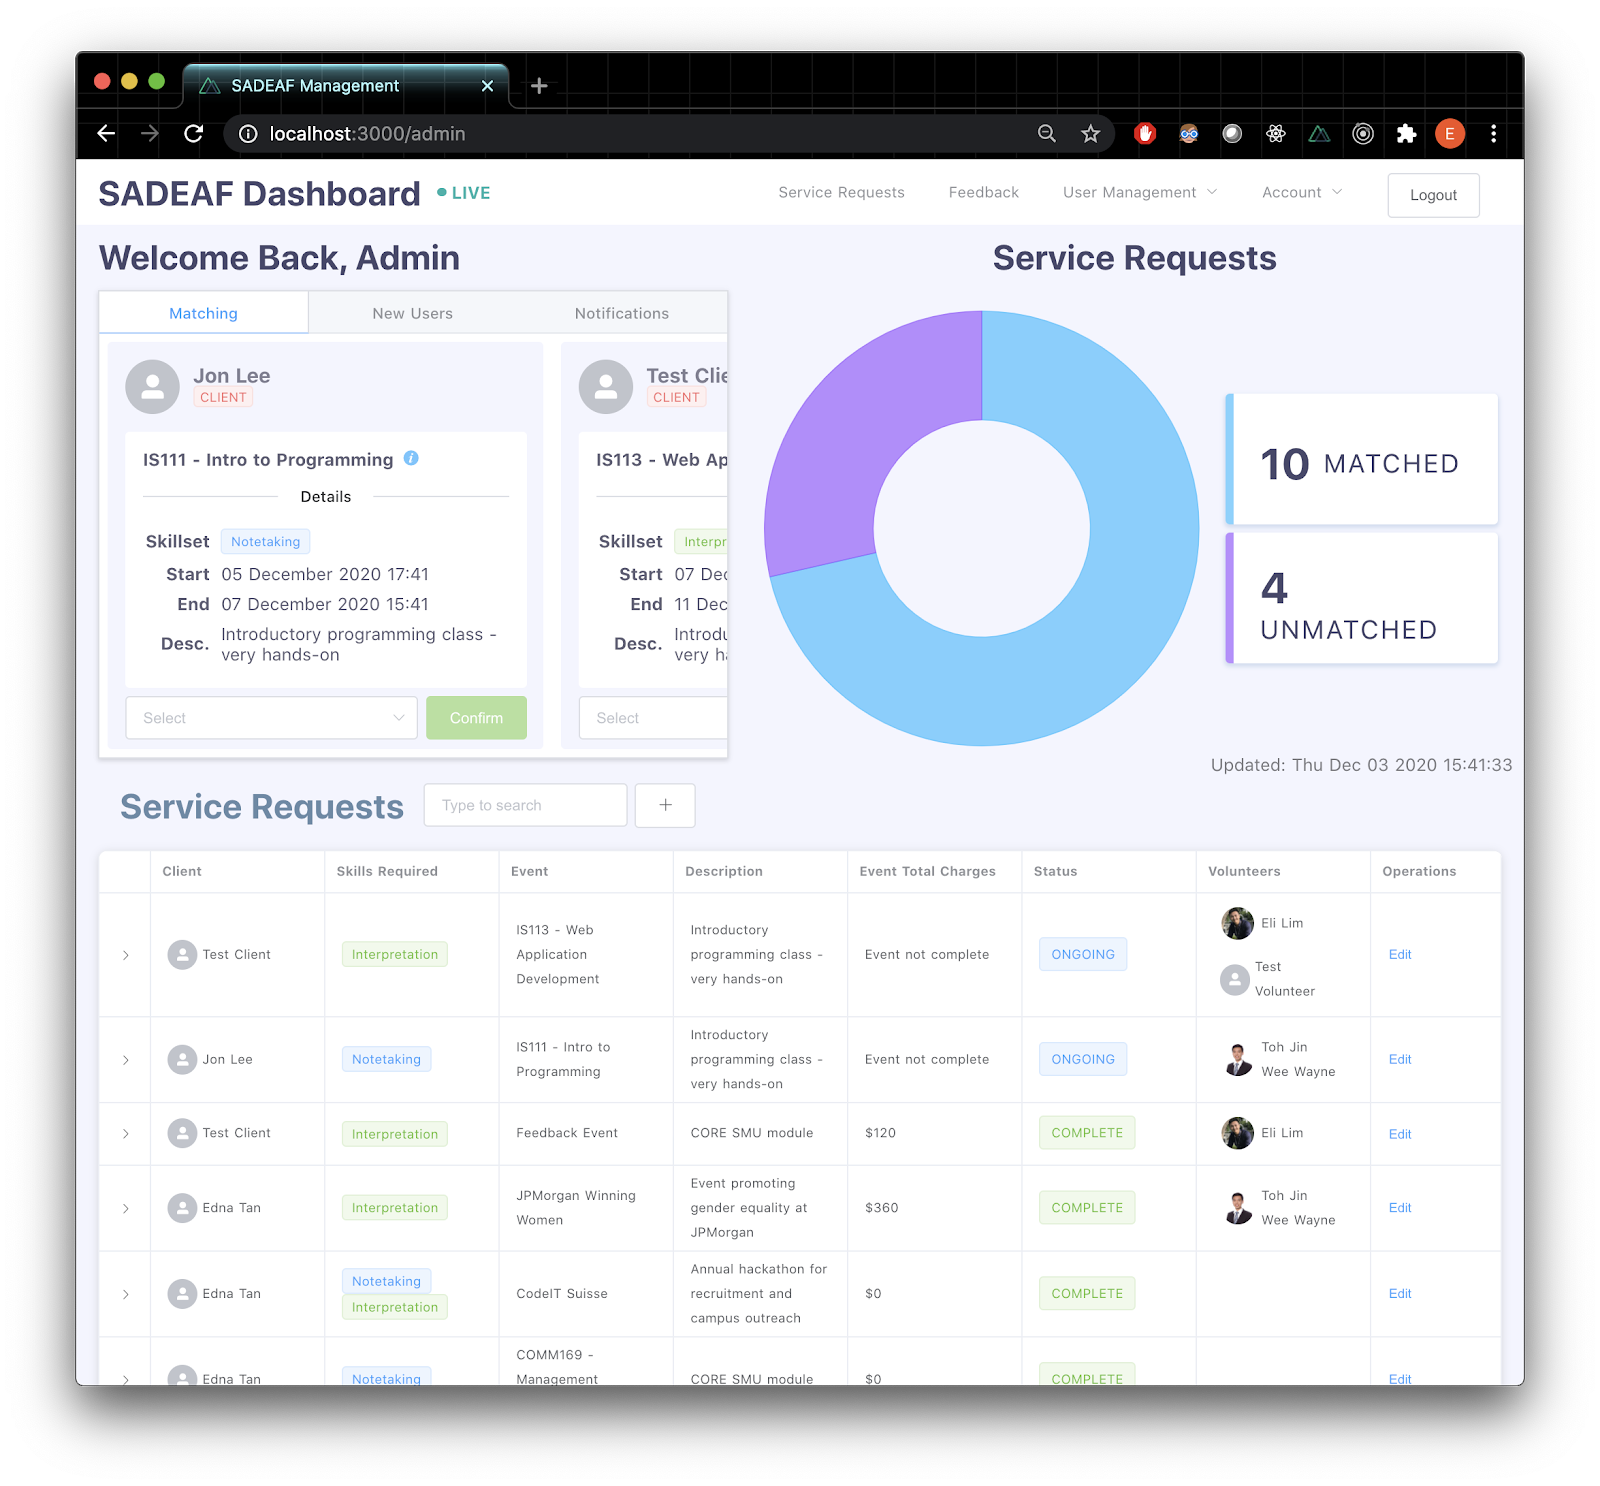 SADEAF Management
localhost:3000/admin
E
SADEAF Dashboard
LIVE
Service Requests
Feedback
User Management
Account
Logout
Welcome Back, Admin
Matching
New Users
Notifications
Jon Lee
CLIENT
IS111 - Intro to Programming
Details
Skillset Notetaking
Start 05 December 2020 17:41
End 07 December 2020 15:41
Desc. Introductory programming class -
very hands-on
Select
Confirm
Test Clie
CLIENT
IS113 - Web Ap
Skillset Interpr
Start 07 Dec
End 11 Dec
Desc. Introdu
very h
Select
Service Requests
10 MATCHED
4
UNMATCHED
Updated: Thu Dec 03 2020 15:41:33
Service Requests
Type to search
+
Client
Skills Required
Event
Description
Event Total Charges
Status
Volunteers
Operations
Test Client
Interpretation
IS113 - Web
Application
Development
Introductory
programming class -
very hands-on
Event not complete
ONGOING
Eli Lim
Test
Volunteer
Edit
Jon Lee
Notetaking
IS111 - Intro to
Programming
Introductory
programming class -
very hands-on
Event not complete
ONGOING
Toh Jin
Wee Wayne
Edit
Test Client
Interpretation
Feedback Event
CORE SMU module
$120
COMPLETE
Eli Lim
Edit
Edna Tan
Interpretation
JPMorgan Winning
Women
Event promoting
gender equality at
JPMorgan
$360
COMPLETE
Toh Jin
Wee Wayne
Edit
Edna Tan
Notetaking
Interpretation
CodeIT Suisse
Annual hackathon for
recruitment and
campus outreach
$0
COMPLETE
Edit
Edna Tan
Notetaking
COMM169 -
Management
CORE SMU module
$0
COMPLETE
Edit